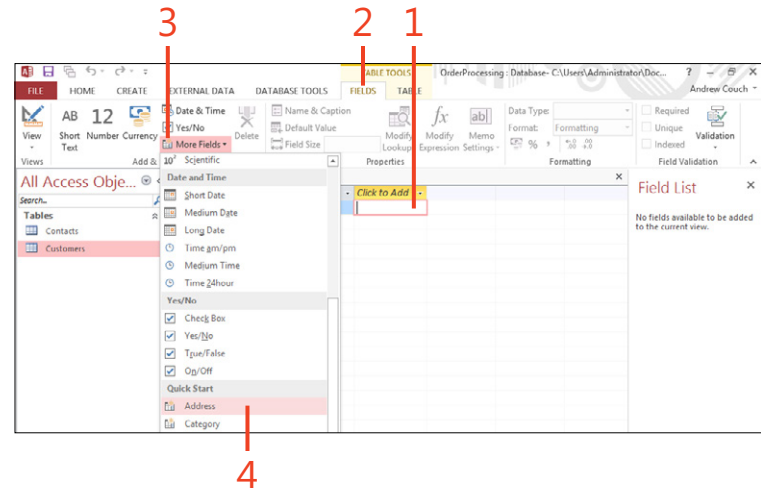 3 2 1
TABLE TOOLS OrderProcessing : Database- C:\Users\Administrator\Doc... ? – X
FILE HOME CREATE EXTERNAL DATA DATABASE TOOLS FIELDS TABLE Andrew Couch
View
AB
Short
Text
12
Number
Currency
Date & Time
Yes/No
More Fields
Delete
Name & Caption
Default Value
Field Size
Modify
Lookup
fx
Modify
Expression
ab|
Memo
Settings
Data Type:
Format: Formatting
% ,
Required
Unique
Indexed
Validation
Views Add & Properties Formatting Field Validation
All Access Obje...
Search...
Tables
Contacts
Customers
10² Scientific
Date and Time
Short Date
Medium Date
Long Date
Time am/pm
Medium Time
Time 24hour
Yes/No
Check Box
Yes/No
True/False
On/Off
Quick Start
Address
Category
Click to Add
Field List
No fields available to be added
to the current view.
4